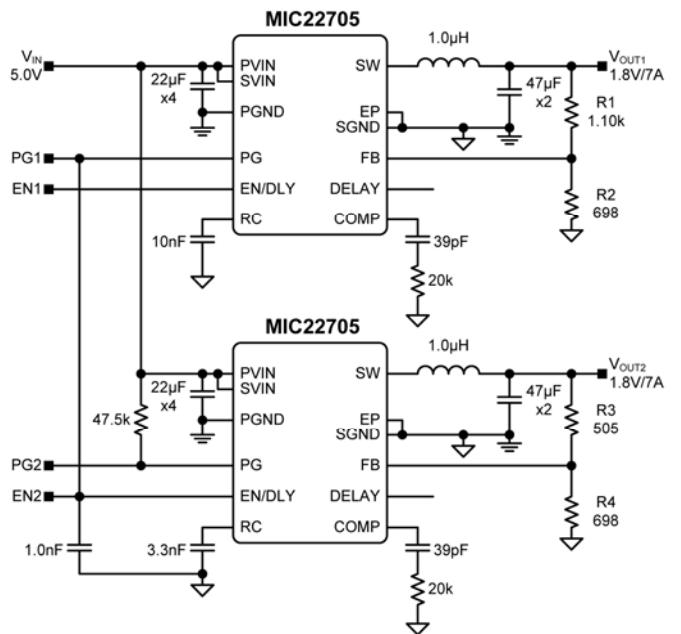 MIC22705
VIN
5.0V
22µF
x4
PVIN
SVIN
PGND
PG
EN/DLY
RC
SW
EP
SGND
FB
DELAY
COMP
1.0µH
47µF
x2
VOUT1
1.8V/7A
R1
1.10k
R2
698
PG1
EN1
10nF
39pF
20k
MIC22705
22µF
x4
47.5k
PVIN
SVIN
PGND
PG
EN/DLY
RC
SW
EP
SGND
FB
DELAY
COMP
1.0µH
47µF
x2
VOUT2
1.8V/7A
R3
505
R4
698
PG2
EN2
1.0nF
3.3nF
39pF
20k